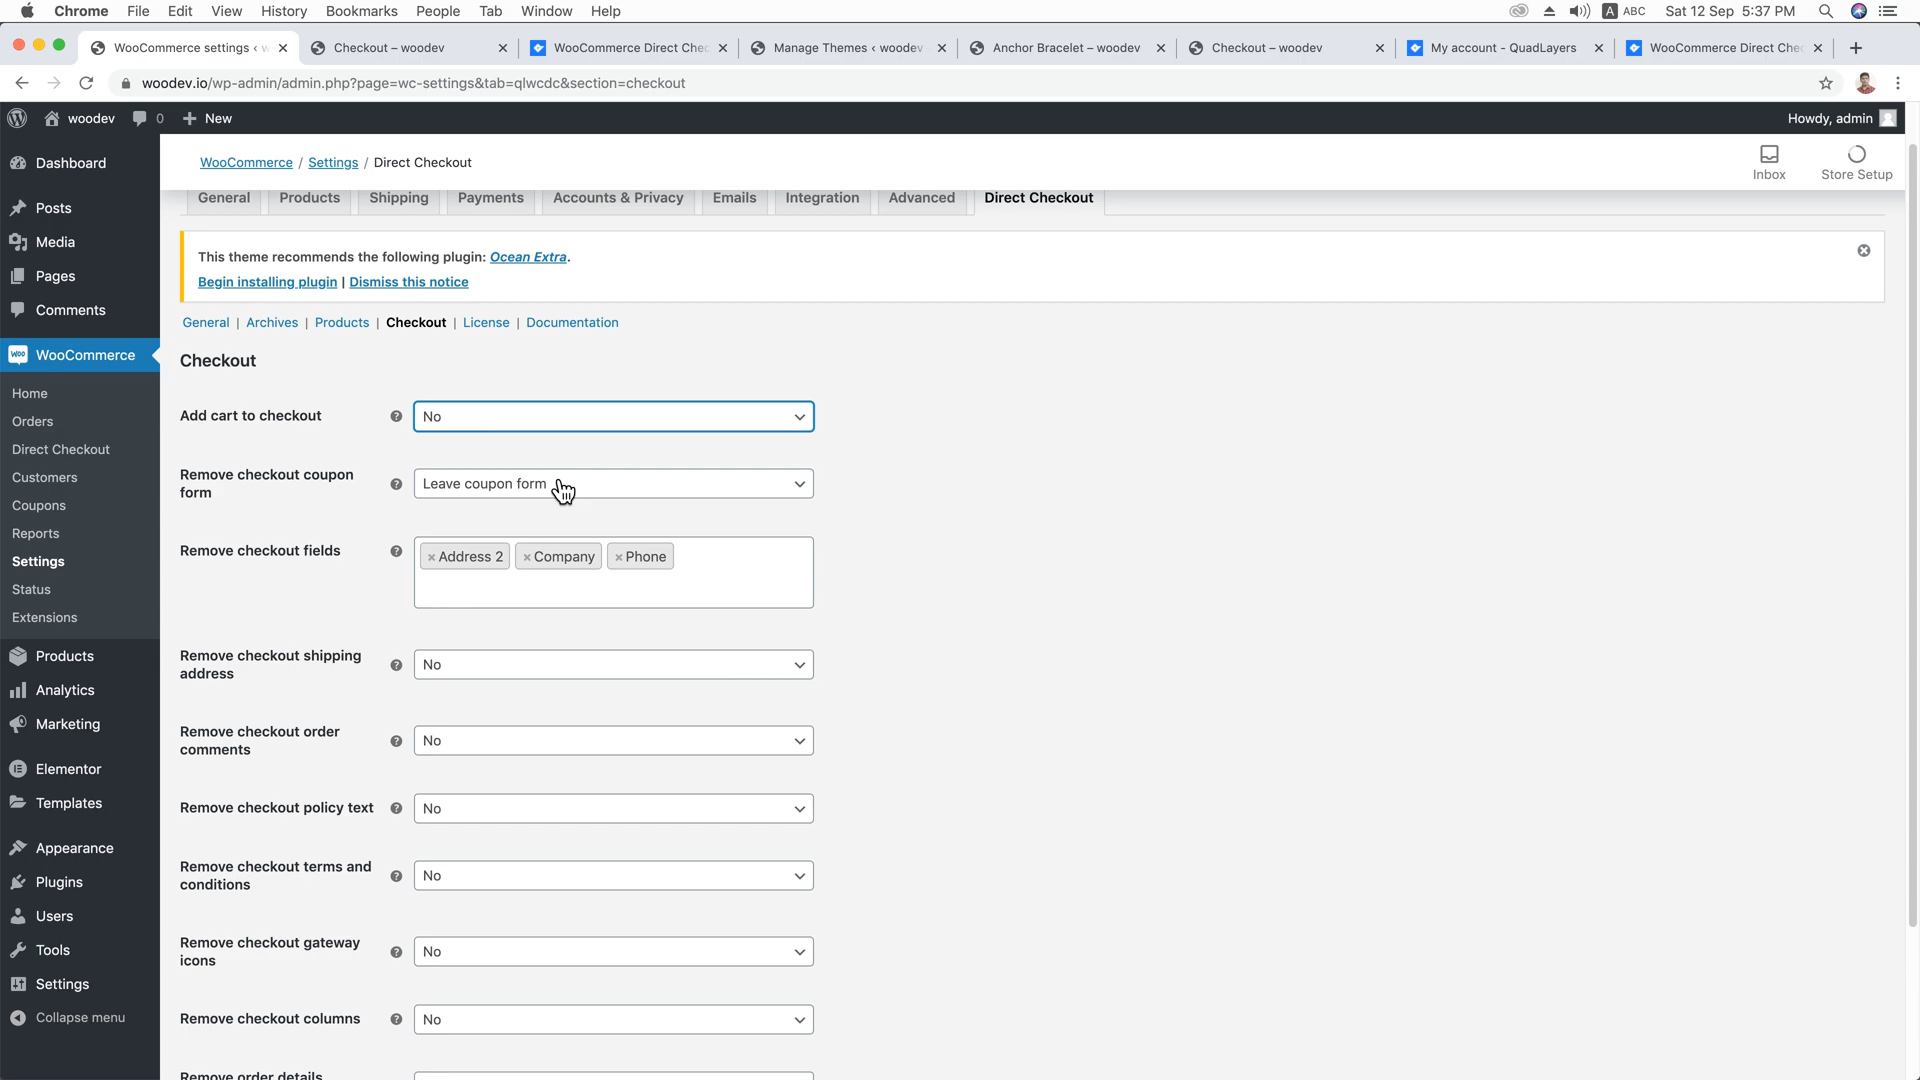 Chrome File Edit View History Bookmarks People Tab Window Help A ABC Sat 12 Sep 5:37 PM
WooCommerce settings ‹ w Checkout – woodev WooCommerce Direct Chec Manage Themes ‹ woodev Anchor Bracelet – woodev Checkout – woodev My account - QuadLayers WooCommerce Direct Che
woodev.io/wp-admin/admin.php?page=wc-settings&tab=qlwcdc&section=checkout
woodev 0 New Howdy, admin
WooCommerce / Settings / Direct Checkout
Inbox
Store Setup
General Products Shipping Payments Accounts & Privacy Emails Integration Advanced Direct Checkout
This theme recommends the following plugin: Ocean Extra.
Begin installing plugin | Dismiss this notice
General | Archives | Products | Checkout | License | Documentation
Checkout
Add cart to checkout ? No
Remove checkout coupon
form
? Leave coupon form
Remove checkout fields ? ×Address 2 ×Company ×Phone
Remove checkout shipping
address
? No
Remove checkout order
comments
? No
Remove checkout policy text ? No
Remove checkout terms and
conditions
? No
Remove checkout gateway
icons
? No
Remove checkout columns ? No
Remove order details
Dashboard
Posts
Media
Pages
Comments
Woo WooCommerce
Home
Orders
Direct Checkout
Customers
Coupons
Reports
Settings
Status
Extensions
Products
Analytics
Marketing
Elementor
Templates
Appearance
Plugins
Users
Tools
Settings
Collapse menu